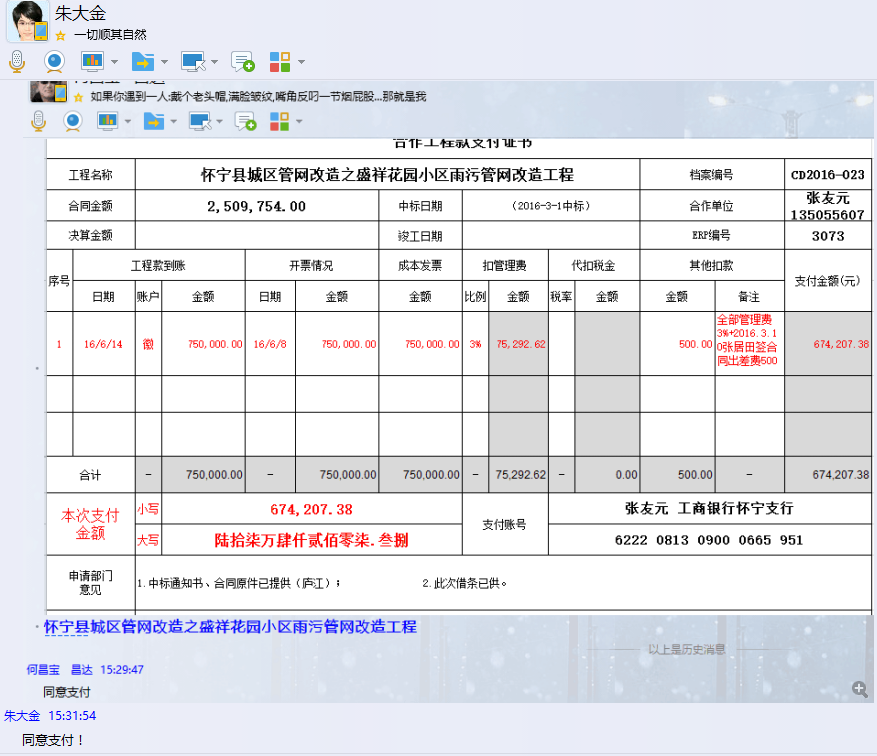 朱大金
一切顺其自然
如果你遇到一人:戴个老头帽,满脸皱纹,嘴角反叼一节烟屁股...那就是我
合作工程款支付证书
工程名称 怀宁县城区管网改造之盛祥花园小区雨污管网改造工程 档案编号 CD2016-023
合同金额 2,509,754.00 中标日期 （2016-3-1中标） 合作单位 张友元
135055607
决算金额 竣工日期 ERP编号 3073
序号 工程款到账 开票情况 成本发票 扣管理费 代扣税金 其他扣款 支付金额(元)
日期 账户 金额 日期 金额 金额 比例 金额 税率 金额 金额 备注
1 16/6/14 徽 750,000.00 16/6/8 750,000.00 750,000.00 3% 75,292.62 500.00 全部管理费
3%+2016.3.1
0张居田签合
同出差费500
674,207.38
合计 - 750,000.00 - 750,000.00 750,000.00 - 75,292.62 - 0.00 500.00 - 674,207.38
本次支付
金额
小写 674,207.38 支付账号 张友元 工商银行怀宁支行
大写 陆拾柒万肆仟贰佰零柒.叁捌 6222 0813 0900 0665 951
申请部门
意见
1.中标通知书、合同原件已提供（庐江）； 2.此次借条已供。
怀宁县城区管网改造之盛祥花园小区雨污管网改造工程
以上是历史消息
何昌宝 昌达 15:29:47
同意支付
朱大金 15:31:54
同意支付！